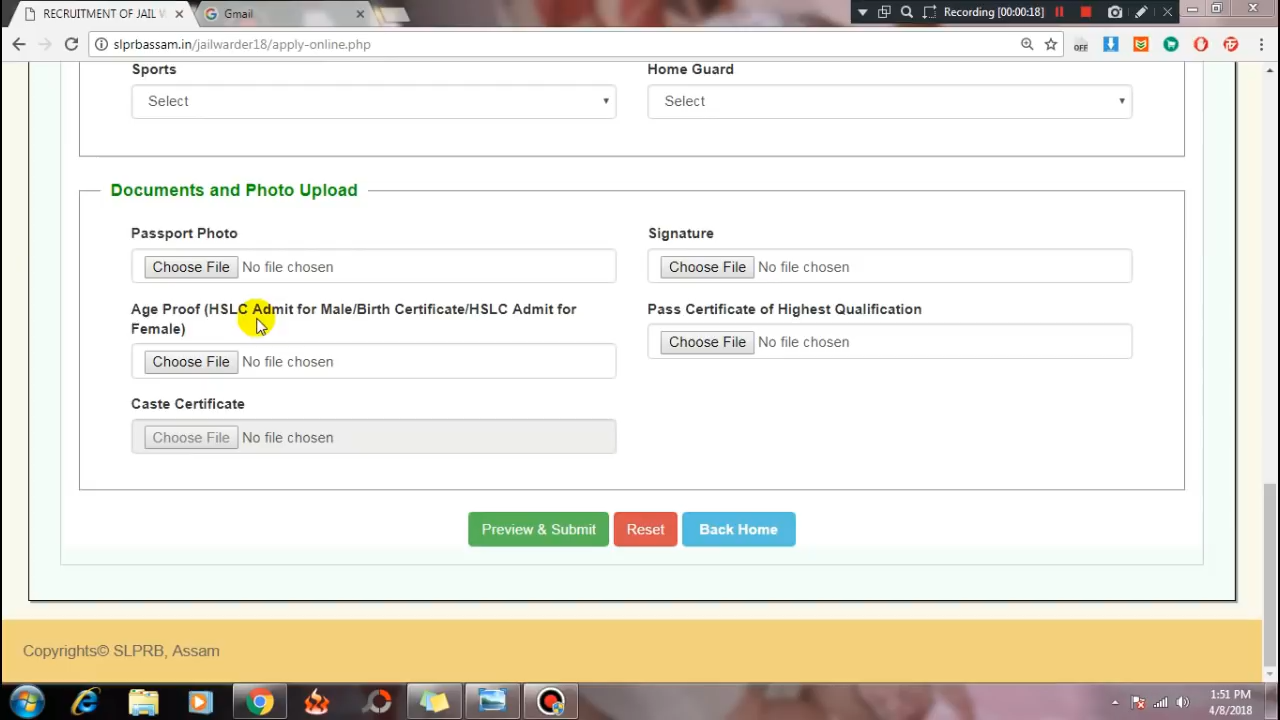 RECRUITMENT OF JAIL W
Gmail
Recording [00:00:18]
slprbassam.in/jailwarder18/apply-online.php
OFF
Sports
Home Guard
Select
Select
Documents and Photo Upload
Passport Photo
Signature
Choose File No file chosen
Choose File No file chosen
Age Proof (HSLC Admit for Male/Birth Certificate/HSLC Admit for
Female)
Pass Certificate of Highest Qualification
Choose File No file chosen
Choose File No file chosen
Caste Certificate
Choose File No file chosen
Preview & Submit
Reset
Back Home
Copyrights© SLPRB, Assam
1:51 PM
4/8/2018